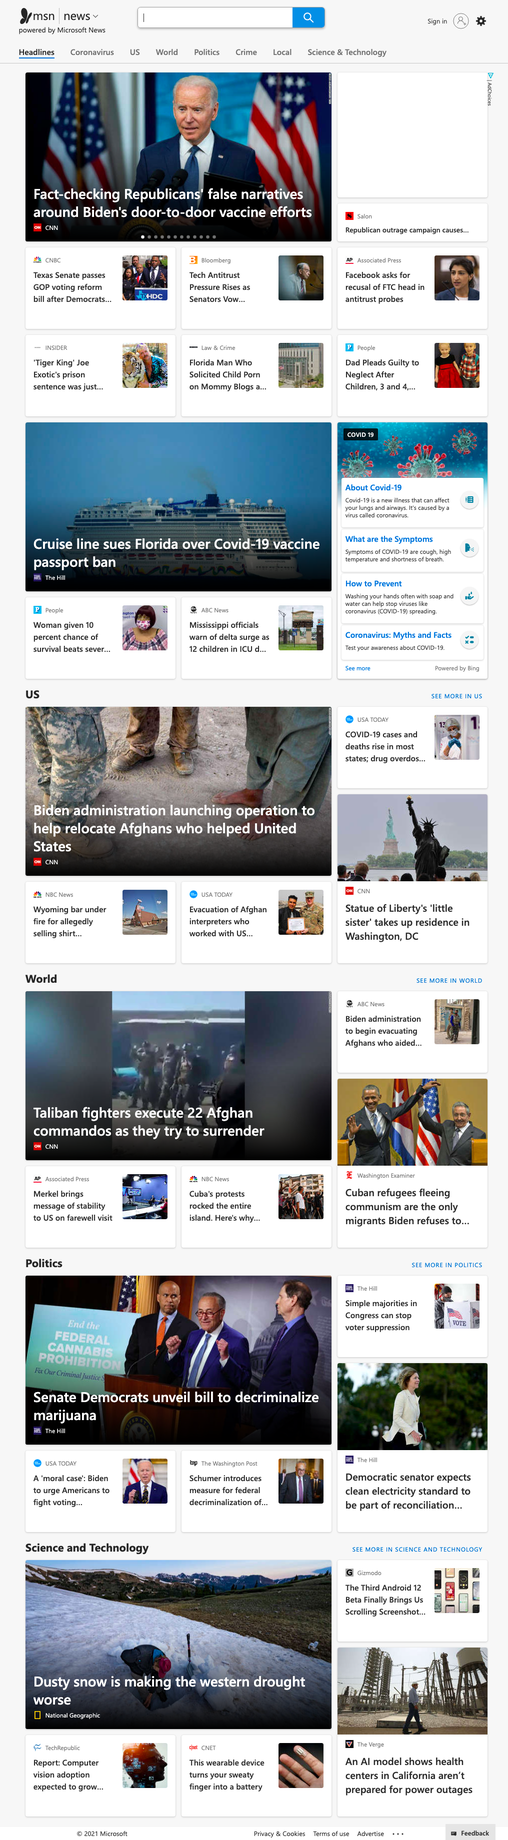 msn | news
powered by Microsoft News
Sign in
Headlines
Coronavirus
US
World
Politics
Crime
Local
Science & Technology
Fact-checking Republicans' false narratives
around Biden's door-to-door vaccine efforts
CNN
AdChoices
Salon
Republican outrage campaign causes...
CNBC
Texas Senate passes
GOP voting reform
bill after Democrats...
Bloomberg
Tech Antitrust
Pressure Rises as
Senators Vow...
Associated Press
Facebook asks for
recusal of FTC head in
antitrust probes
INSIDER
'Tiger King' Joe
Exotic's prison
sentence was just...
Law & Crime
Florida Man Who
Solicited Child Porn
on Mommy Blogs a...
People
Dad Pleads Guilty to
Neglect After
Children, 3 and 4,...
Cruise line sues Florida over Covid-19 vaccine
passport ban
The Hill
COVID 19
About Covid-19
Covid-19 is a new illness that can affect
your lungs and airways. It's caused by a
virus called coronavirus.
What are the Symptoms
Symptoms of COVID-19 are cough, high
temperature and shortness of breath.
How to Prevent
Washing your hands often with soap and
water can help stop viruses like
coronavirus (COVID-19) spreading.
Coronavirus: Myths and Facts
Test your awareness about COVID-19.
See more
Powered by Bing
People
Woman given 10
percent chance of
survival beats sever...
ABC News
Mississippi officials
warn of delta surge as
12 children in ICU d...
US
SEE MORE IN US
Biden administration launching operation to
help relocate Afghans who helped United
States
CNN
USA TODAY
COVID-19 cases and
deaths rise in most
states; drug overdos...
NBC News
Wyoming bar under
fire for allegedly
selling shirt...
USA TODAY
Evacuation of Afghan
interpreters who
worked with US...
CNN
Statue of Liberty's 'little
sister' takes up residence in
Washington, DC
World
SEE MORE IN WORLD
Taliban fighters execute 22 Afghan
commandos as they try to surrender
CNN
ABC News
Biden administration
to begin evacuating
Afghans who aided...
Associated Press
Merkel brings
message of stability
to US on farewell visit
NBC News
Cuba's protests
rocked the entire
island. Here's why...
Washington Examiner
Cuban refugees fleeing
communism are the only
migrants Biden refuses to...
Politics
SEE MORE IN POLITICS
End the
FEDERAL
CANNABIS
PROHIBITION
Senate Democrats unveil bill to decriminalize
marijuana
The Hill
The Hill
Simple majorities in
Congress can stop
voter suppression
VOTE
USA TODAY
A 'moral case': Biden
to urge Americans to
fight voting...
The Washington Post
Schumer introduces
measure for federal
decriminalization of...
The Hill
Democratic senator expects
clean electricity standard to
be part of reconciliation...
Science and Technology
SEE MORE IN SCIENCE AND TECHNOLOGY
Dusty snow is making the western drought
worse
National Geographic
Gizmodo
The Third Android 12
Beta Finally Brings Us
Scrolling Screenshot...
TechRepublic
Report: Computer
vision adoption
expected to grow...
CNET
This wearable device
turns your sweaty
finger into a battery
The Verge
An AI model shows health
centers in California aren't
prepared for power outages
© 2021 Microsoft
Privacy & Cookies
Terms of use
Advertise
Feedback